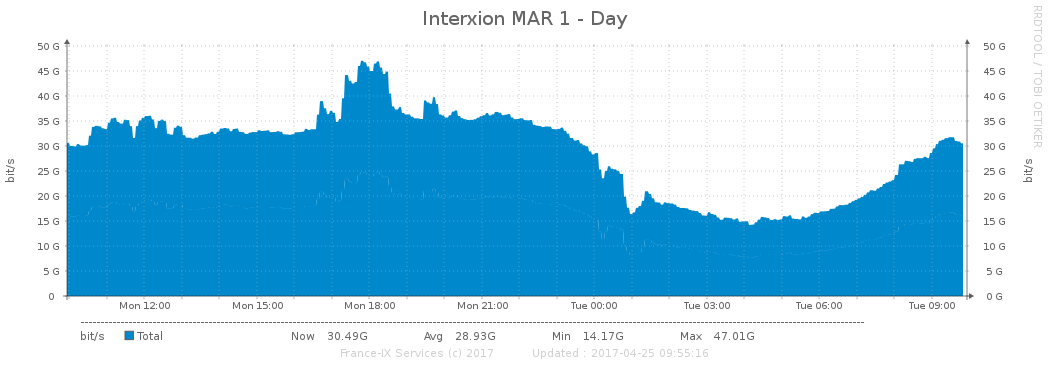 Interxion MAR 1 - Day
RRDTOOL / TOBI OETIKER
bit/s
50 G 50 G
45 G 45 G
40 G 40 G
35 G 35 G
30 G 30 G
25 G 25 G
20 G 20 G
15 G 15 G
10 G 10 G
5 G 5 G
0 0 G
bit/s
Mon 12:00 Mon 15:00 Mon 18:00 Mon 21:00 Tue 00:00 Tue 03:00 Tue 06:00 Tue 09:00
bit/s Total Now 30.49G Avg 28.93G Min 14.17G Max 47.01G
France-IX Services (c) 2017 Updated : 2017-04-25 09:55:16